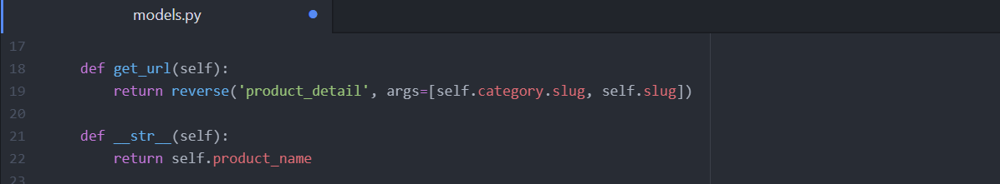 models.py
17
18 def get_url(self):
19 return reverse('product_detail', args=[self.category.slug, self.slug])
20
21 def __str__(self):
22 return self.product_name
23